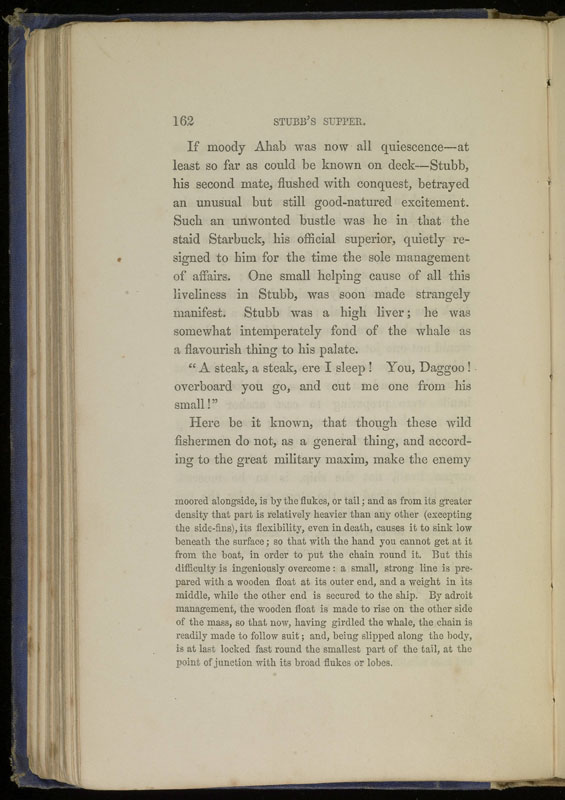 162 STUBB'S SUPPER.
If moody Ahab was now all quiescence—at
least so far as could be known on deck—Stubb,
his second mate, flushed with conquest, betrayed
an unusual but still good-natured excitement.
Such an unwonted bustle was he in that the
staid Starbuck, his official superior, quietly re-
signed to him for the time the sole management
of affairs. One small helping cause of all this
liveliness in Stubb, was soon made strangely
manifest. Stubb was a high liver; he was
somewhat intemperately fond of the whale as
a flavourish thing to his palate.
"A steak, a steak, ere I sleep! You, Daggoo!
overboard you go, and cut me one from his
small!"
Here be it known, that though these wild
fishermen do not, as a general thing, and accord-
ing to the great military maxim, make the enemy
moored alongside, is by the flukes, or tail; and as from its greater
density that part is relatively heavier than any other (excepting
the side-fins), its flexibility, even in death, causes it to sink low
beneath the surface; so that with the hand you cannot get at it
from the boat, in order to put the chain round it. But this
difficulty is ingeniously overcome: a small, strong line is pre-
pared with a wooden float at its outer end, and a weight in its
middle, while the other end is secured to the ship. By adroit
management, the wooden float is made to rise on the other side
of the mass, so that now, having girdled the whale, the chain is
readily made to follow suit; and, being slipped along the body,
is at last locked fast round the smallest part of the tail, at the
point of junction with its broad flukes or lobes.